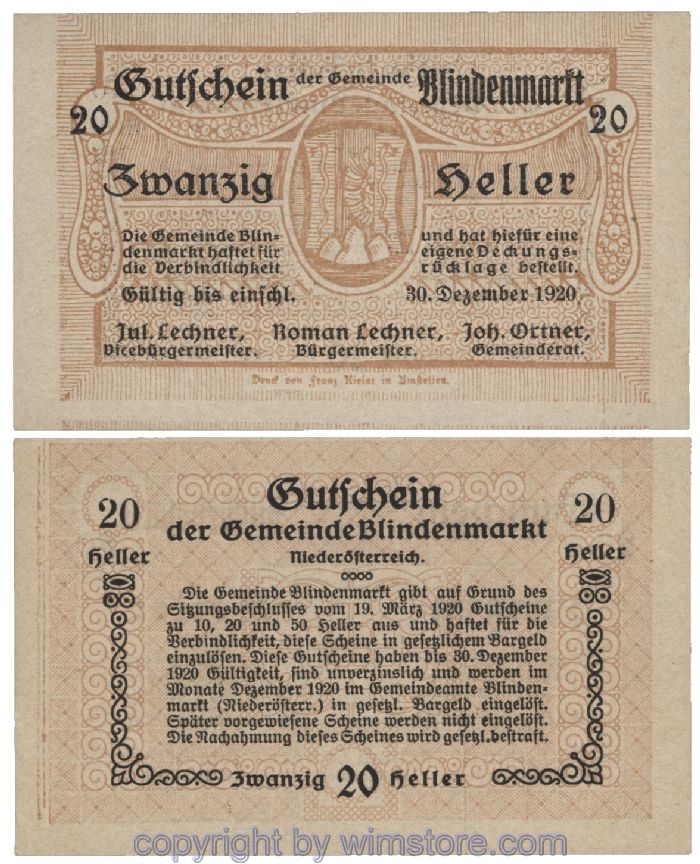 Gutschein der Gemeinde Blindenmarkt
20 20
Zwanzig Heller
Die Gemeinde Blin-
denmarkt haftet für
die Verbindlichkeit
und hat hiefür eine
eigene Deckungs-
rücklage bestellt.
Gültig bis einschl. 30. Dezember 1920
Jul. Lechner, Roman Lechner, Joh. Ortner,
Vicebürgermeister. Bürgermeister. Gemeinderat.
Druck von Franz in Amstetten.
20 Gutschein 20
der Gemeinde Blindenmarkt
Heller Niederösterreich. Heller
Die Gemeinde Blindenmarkt gibt auf Grund des
Sitzungsbeschlusses vom 19. März 1920 Gutscheine
zu 10, 20 und 50 Heller aus und haftet für die
Verbindlichkeit, diese Scheine in gesetzlichem Bargeld
einzulösen. Diese Gutscheine haben bis 30. Dezember
1920 Gültigkeit, sind unverzinslich und werden im
Monate Dezember 1920 im Gemeindeamte Blinden-
markt (Niederösterr.) in gesetzl. Bargeld eingelöst.
Später vorgewiesene Scheine werden nicht eingelöst.
Die Nachahmung dieses Scheines wird gesetzl. bestraft.
Zwanzig 20 Heller
copyright by wimstore.com